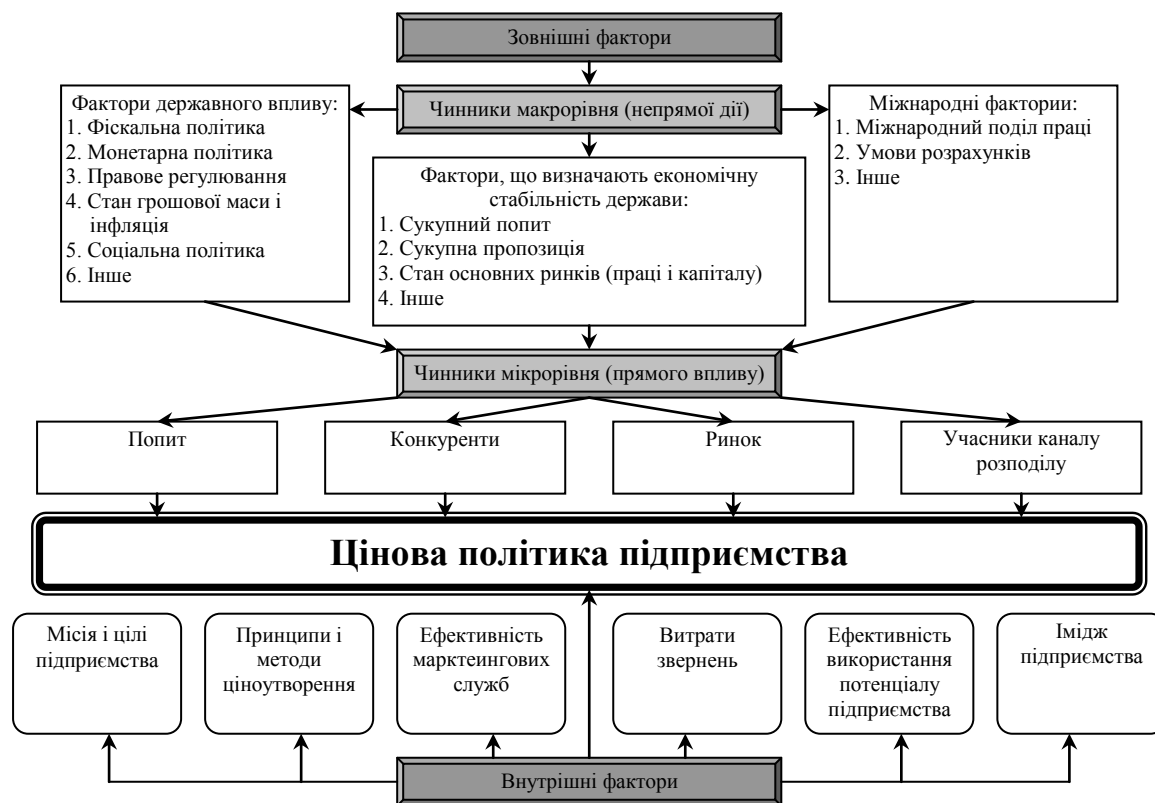 Зовнішні фактори
Чинники макрорівня (непрямої дії)
Фактори державного впливу:
1. Фіскальна політика
2. Монетарна політика
3. Правове регулювання
4. Стан грошової маси і
інфляція
5. Соціальна політика
6. Інше
Фактори, що визначають економічну
стабільність держави:
1. Сукупний попит
2. Сукупна пропозиція
3. Стан основних ринків (праці і капіталу)
4. Інше
Міжнародні фактории:
1. Міжнародний поділ праці
2. Умови розрахунків
3. Інше
Чинники мікрорівня (прямого впливу)
Попит
Конкуренти
Ринок
Учасники каналу
розподілу
Цінова політика підприємства
Місія і цілі
підприємства
Принципи і
методи
ціноутворення
Ефективність
марктеингових
служб
Витрати
звернень
Ефективність
використання
потенціалу
підприємства
Імідж
підприємства
Внутрішні фактори